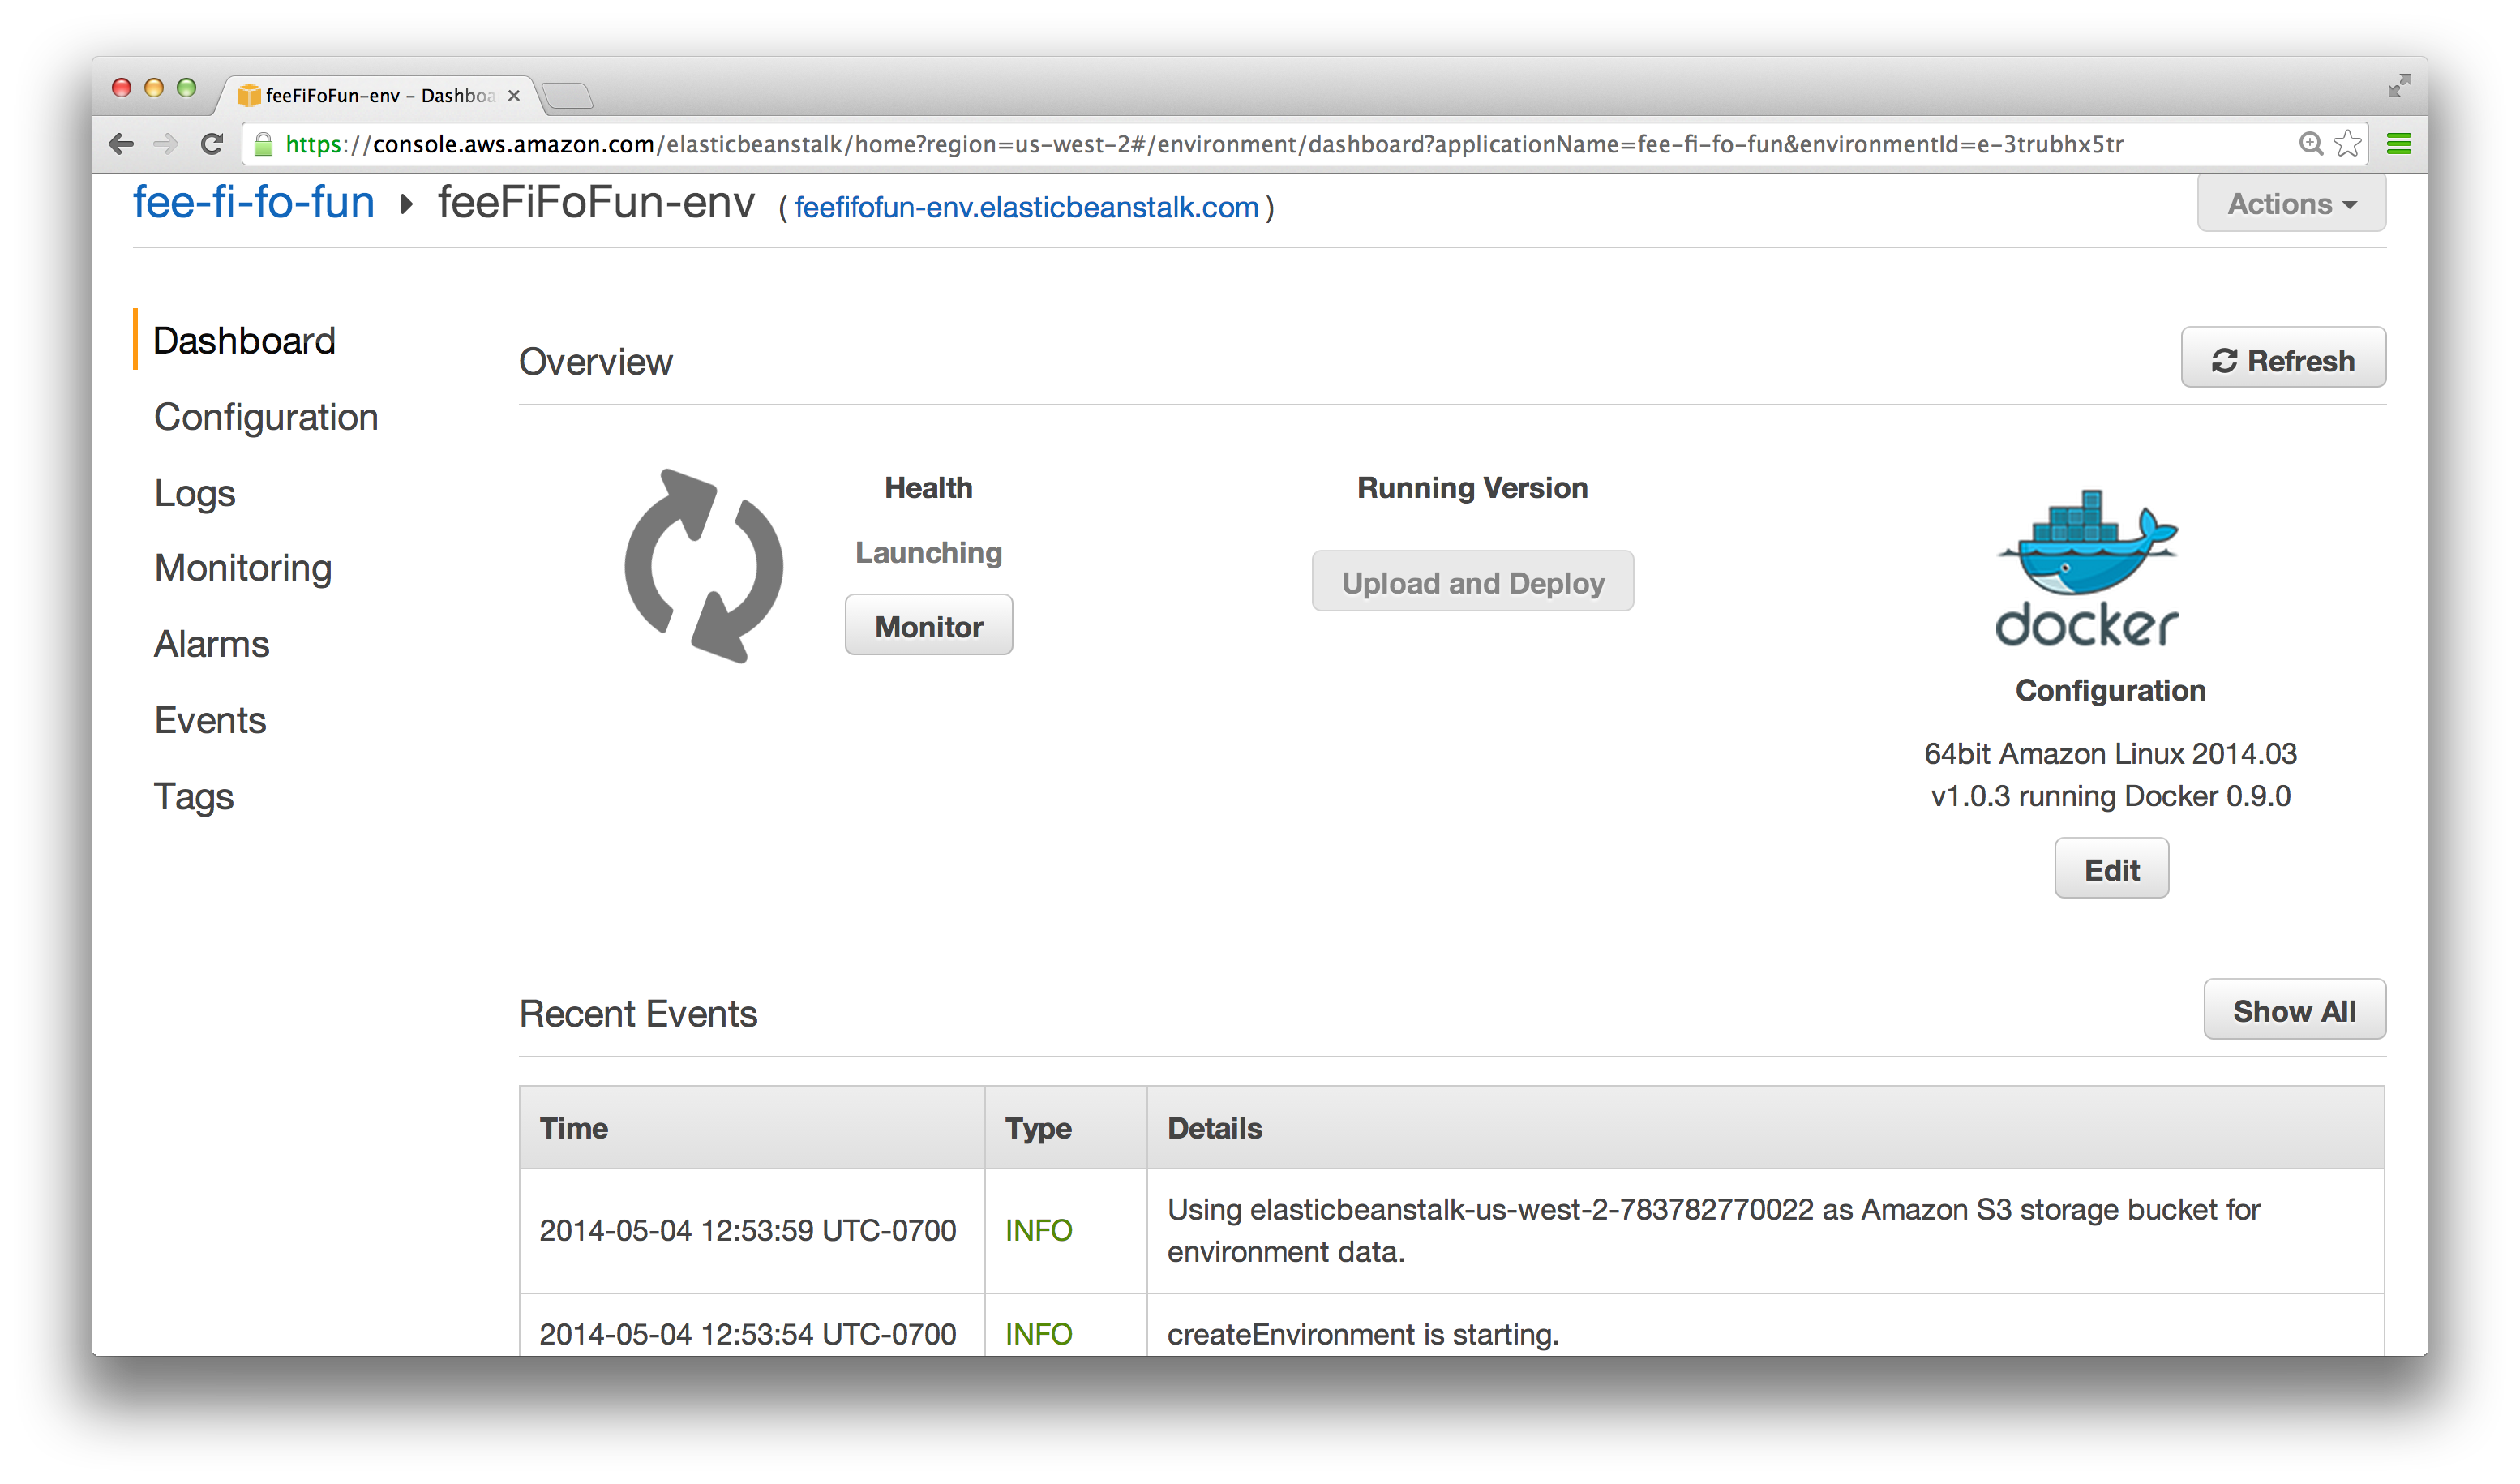 feeFiFoFun-env – Dashboa
https://console.aws.amazon.com/elasticbeanstalk/home?region=us-west-2#/environment/dashboard?applicationName=fee-fi-fo-fun&environmentId=e-3trubhx5tr
fee-fi-fo-fun feeFiFoFun-env ( feefifofun-env.elasticbeanstalk.com )
Actions
Dashboard
Configuration
Logs
Monitoring
Alarms
Events
Tags
Overview
Refresh
Health
Launching
Monitor
Running Version
Upload and Deploy
docker
Configuration
64bit Amazon Linux 2014.03
v1.0.3 running Docker 0.9.0
Edit
Recent Events
Show All
Time Type Details
2014-05-04 12:53:59 UTC-0700 INFO Using elasticbeanstalk-us-west-2-783782770022 as Amazon S3 storage bucket for
environment data.
2014-05-04 12:53:54 UTC-0700 INFO createEnvironment is starting.